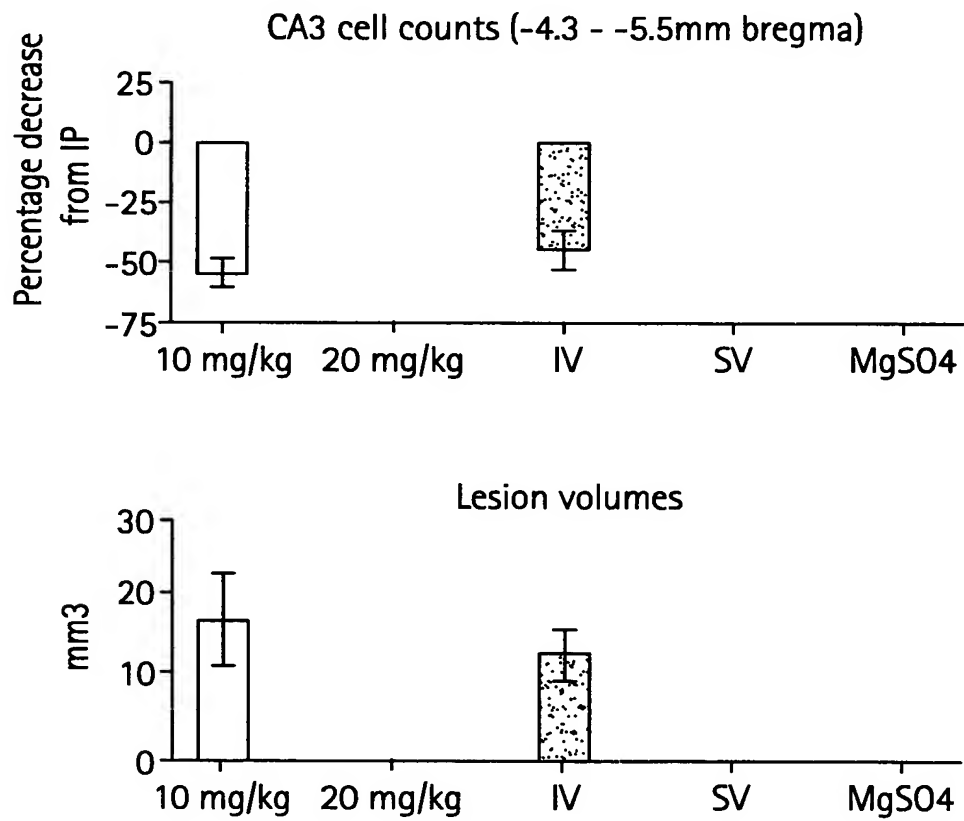 CA3 cell counts (-4.3 - -5.5mm bregma)
Percentage decrease
from IP
25
0
-25
-50
-75
10 mg/kg 20 mg/kg IV SV MgSO4
Lesion volumes
mm3
30
20
10
0
10 mg/kg 20 mg/kg IV SV MgSO4